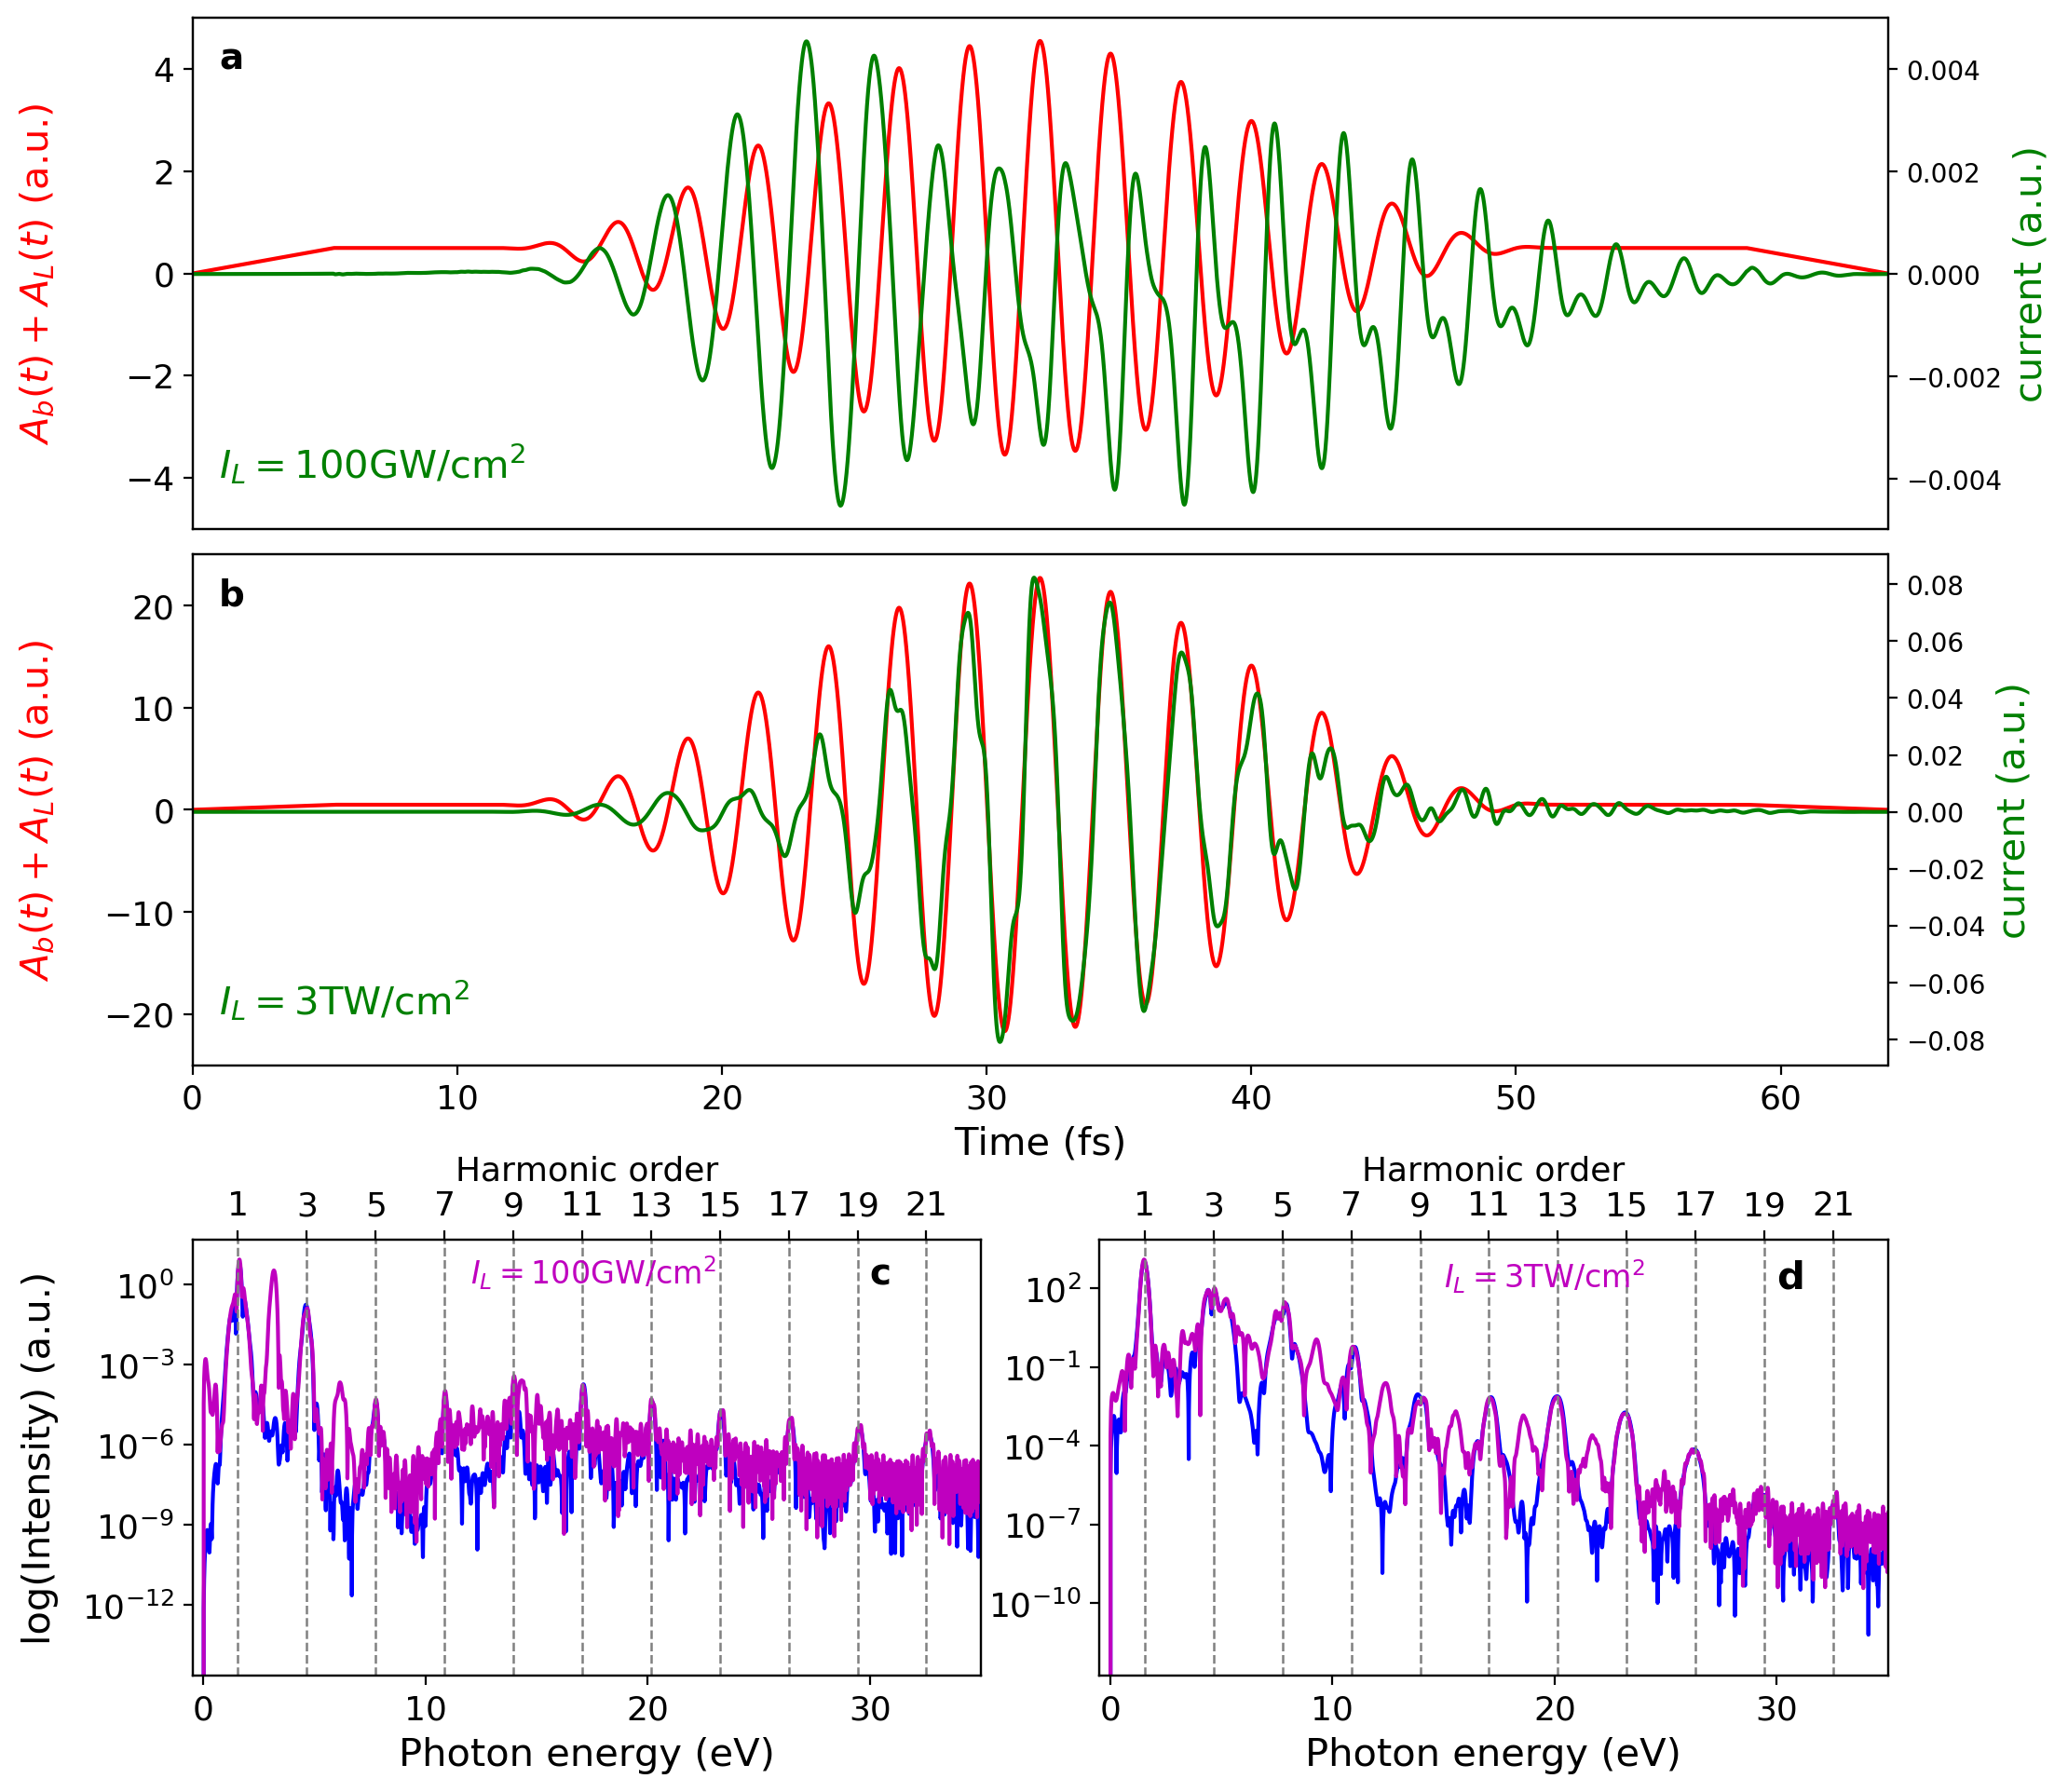 a
4
2
0
−2
−4
0.004
0.002
0.000
−0.002
−0.004
A_b(t) + A_L(t) (a.u.)
current (a.u.)
I_L = 100GW/cm²
b
20
10
0
−10
−20
0.08
0.06
0.04
0.02
0.00
−0.02
−0.04
−0.06
−0.08
A_b(t) + A_L(t) (a.u.)
current (a.u.)
I_L = 3TW/cm²
0 10 20 30 40 50 60
Time (fs)
Harmonic order
1 3 5 7 9 11 13 15 17 19 21
I_L = 100GW/cm²
c
10⁰
10⁻³
10⁻⁶
10⁻⁹
10⁻¹²
log(Intensity) (a.u.)
0 10 20 30
Photon energy (eV)
Harmonic order
1 3 5 7 9 11 13 15 17 19 21
I_L = 3TW/cm²
d
10²
10⁻¹
10⁻⁴
10⁻⁷
10⁻¹⁰
0 10 20 30
Photon energy (eV)